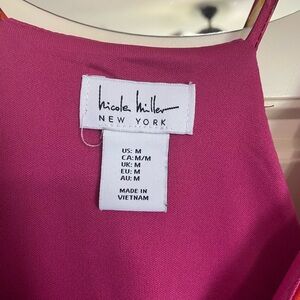 nicole miller
NEW YORK
US: M
CA: M/M
UK: M
EU: M
AU: M
MADE IN
VIETNAM